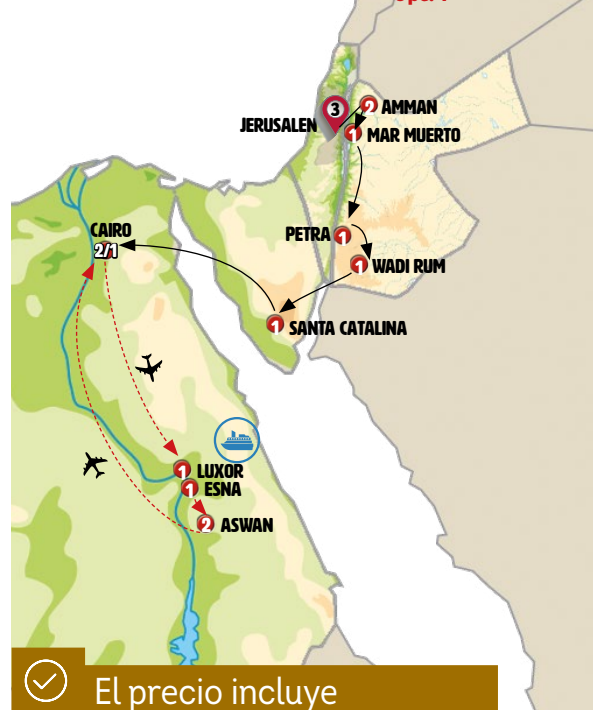 3
JERUSALEN
2 AMMAN
1 MAR MUERTO
CAIRO
2/1
PETRA 1
1 WADI RUM
1 SANTA CATALINA
1 LUXOR
1 ESNA
2 ASWAN
El precio incluye